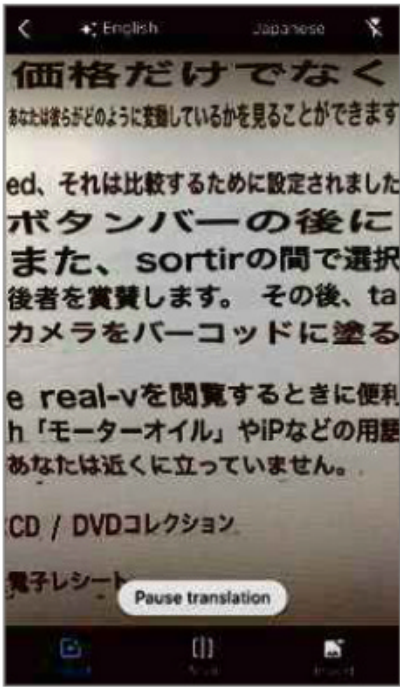 English Japanese
価格だけでなく
あなたは彼らがどのように変動しているかを見ることができます
ed、それは比較するために設定されました
ボタンバーの後に
また、sortirの間で選択
後者を賞賛します。 その後、ta
カメラをバーコッドに塗る
e real-vを閲覧するときに便利
h「モーターオイル」やiPなどの用語
あなたは近くに立っていません。
CD / DVDコレクション
電子レシート
Pause translation